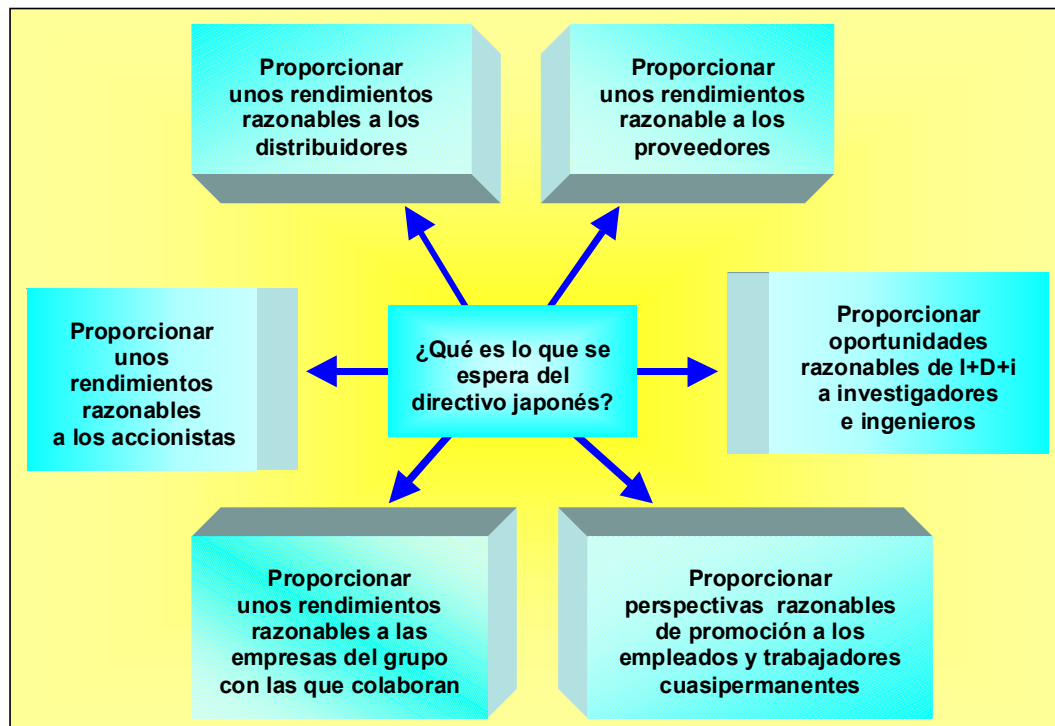 Proporcionar
unos rendimientos
razonables a los
distribuidores
Proporcionar
unos rendimientos
razonable a los
proveedores
Proporcionar
unos
rendimientos
razonables
a los accionistas
¿Qué es lo que se
espera del
directivo japonés?
Proporcionar
oportunidades
razonables de I+D+i
a investigadores
e ingenieros
Proporcionar
unos rendimientos
razonables a las
empresas del grupo
con las que colaboran
Proporcionar
perspectivas razonables
de promoción a los
empleados y trabajadores
cuasipermanentes